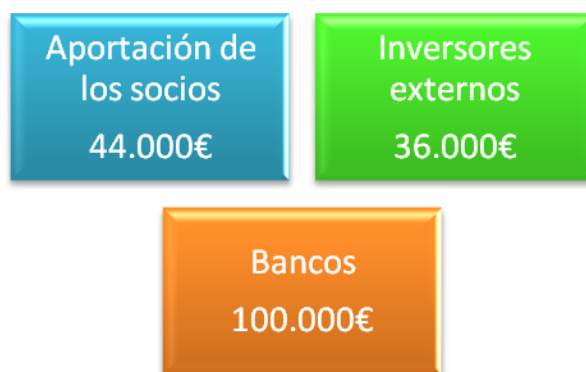 Aportación de
los socios
44.000€
Inversores
externos
36.000€
Bancos
100.000€